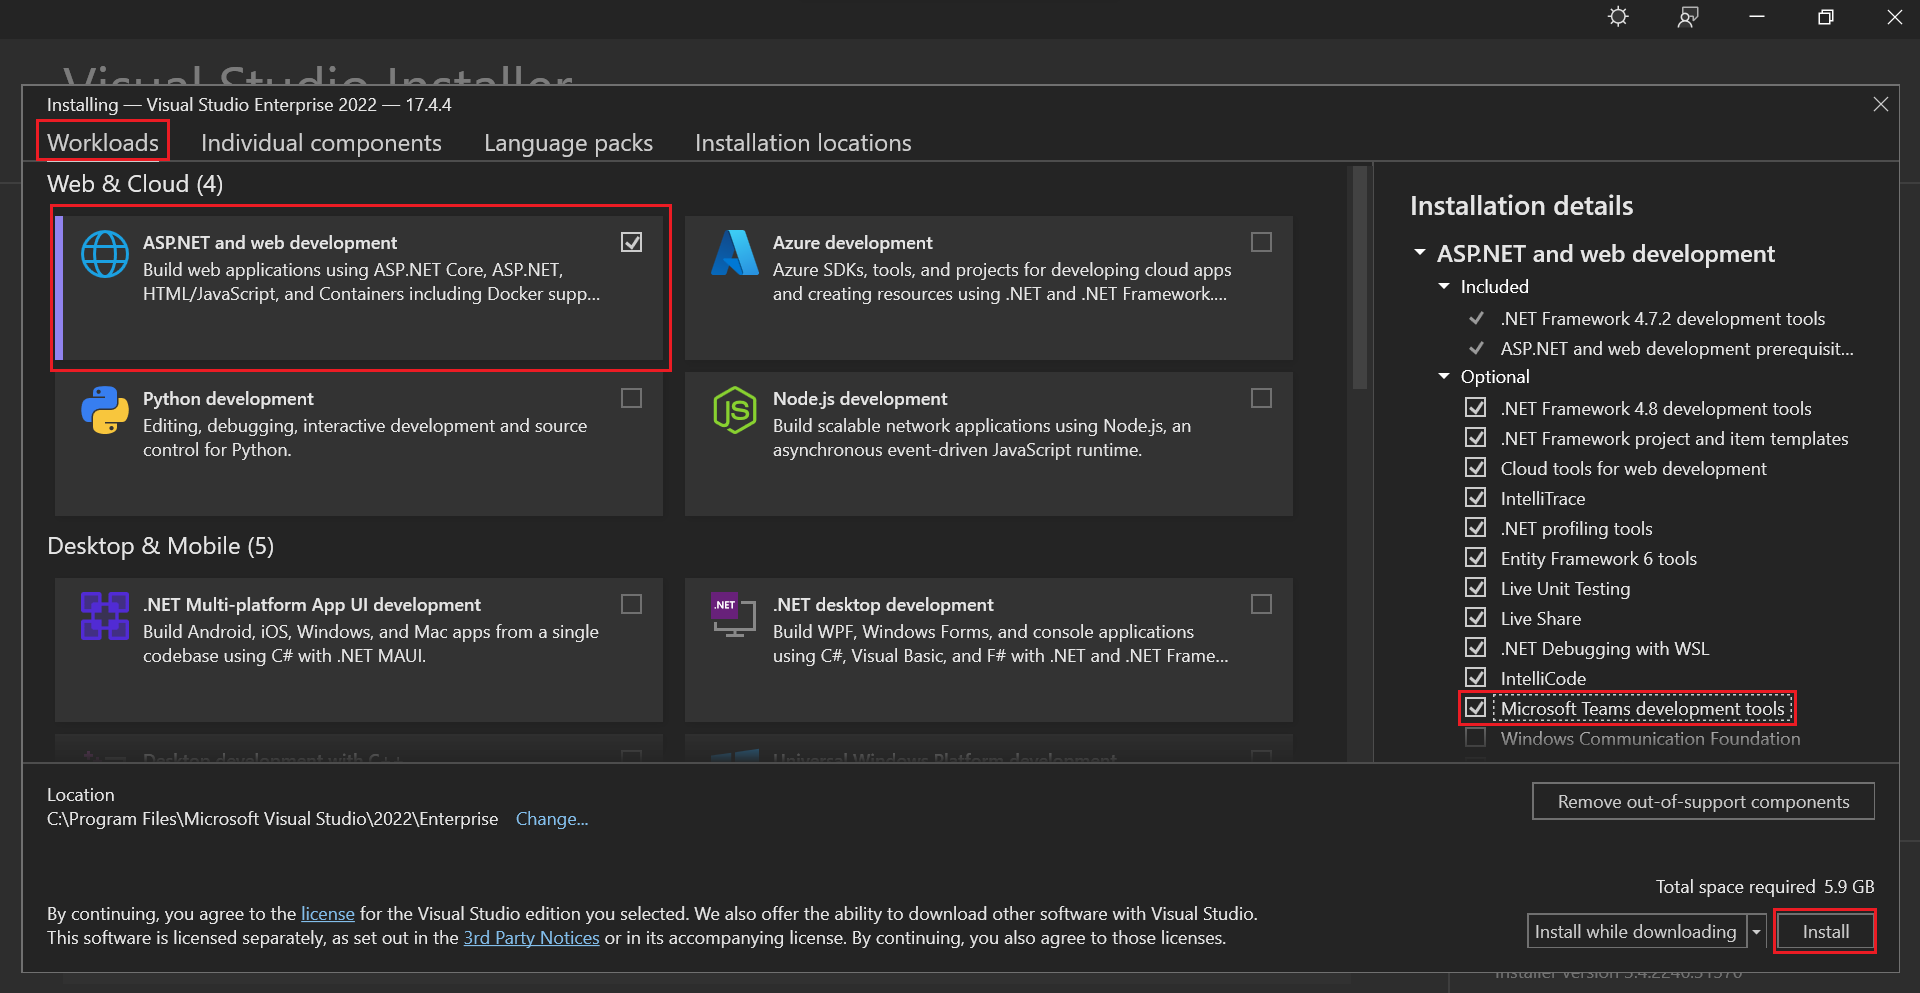 Visual Studio Installer
Installing — Visual Studio Enterprise 2022 — 17.4.4
Workloads
Individual components
Language packs
Installation locations
Web & Cloud (4)
ASP.NET and web development
Build web applications using ASP.NET Core, ASP.NET,
HTML/JavaScript, and Containers including Docker supp...
Azure development
Azure SDKs, tools, and projects for developing cloud apps
and creating resources using .NET and .NET Framework....
Python development
Editing, debugging, interactive development and source
control for Python.
JS
Node.js development
Build scalable network applications using Node.js, an
asynchronous event-driven JavaScript runtime.
Desktop & Mobile (5)
.NET Multi-platform App UI development
Build Android, iOS, Windows, and Mac apps from a single
codebase using C# with .NET MAUI.
.NET
.NET desktop development
Build WPF, Windows Forms, and console applications
using C#, Visual Basic, and F# with .NET and .NET Frame...
Desktop development with C++
Universal Windows Platform development
Installation details
ASP.NET and web development
Included
.NET Framework 4.7.2 development tools
ASP.NET and web development prerequisit...
Optional
.NET Framework 4.8 development tools
.NET Framework project and item templates
Cloud tools for web development
IntelliTrace
.NET profiling tools
Entity Framework 6 tools
Live Unit Testing
Live Share
.NET Debugging with WSL
IntelliCode
Microsoft Teams development tools
Windows Communication Foundation
Location
C:\Program Files\Microsoft Visual Studio\2022\Enterprise Change...
Remove out-of-support components
Total space required 5.9 GB
By continuing, you agree to the license for the Visual Studio edition you selected. We also offer the ability to download other software with Visual Studio.
This software is licensed separately, as set out in the 3rd Party Notices or in its accompanying license. By continuing, you also agree to those licenses.
Install while downloading
Install
Installer version